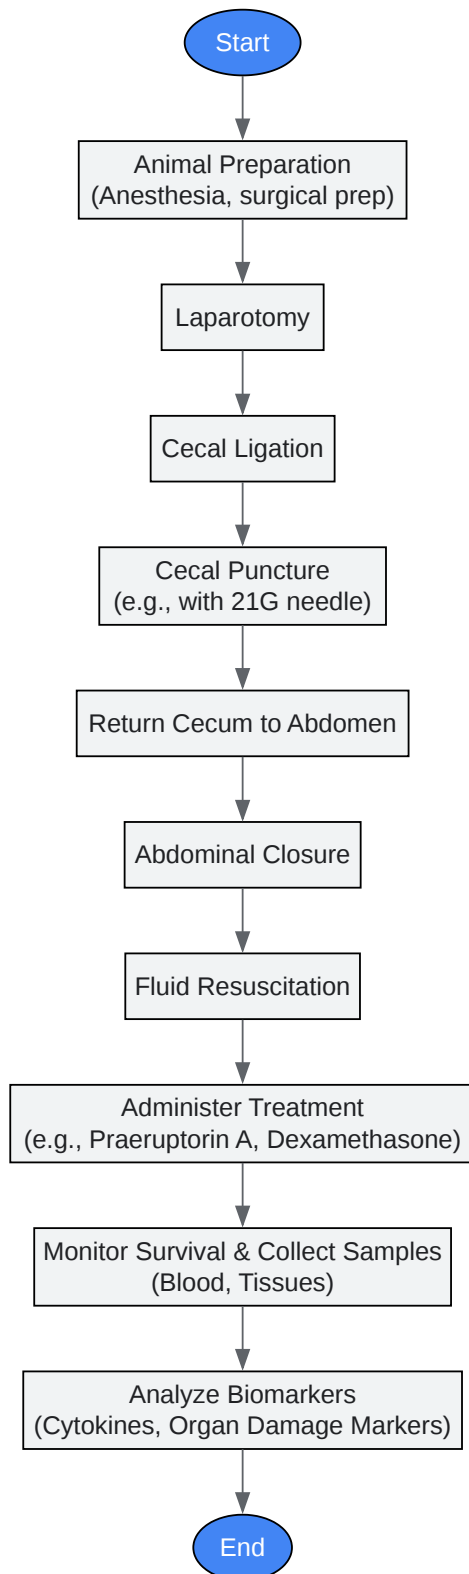 Start
Animal Preparation
(Anesthesia, surgical prep)
Laparotomy
Cecal Ligation
Cecal Puncture
(e.g., with 21G needle)
Return Cecum to Abdomen
Abdominal Closure
Fluid Resuscitation
Administer Treatment
(e.g., Praeruptorin A, Dexamethasone)
Monitor Survival & Collect Samples
(Blood, Tissues)
Analyze Biomarkers
(Cytokines, Organ Damage Markers)
End